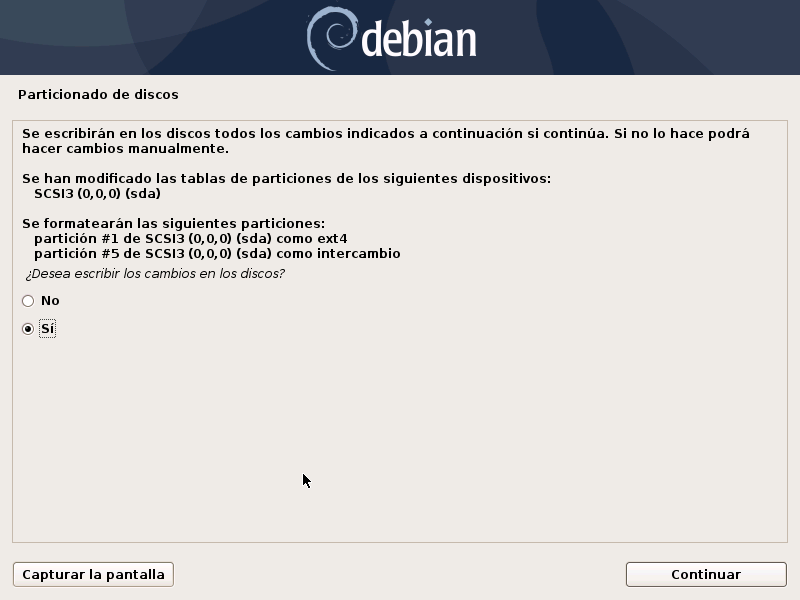 debian
Particionado de discos
Se escribirán en los discos todos los cambios indicados a continuación si continúa. Si no lo hace podrá
hacer cambios manualmente.
Se han modificado las tablas de particiones de los siguientes dispositivos:
SCSI3 (0,0,0) (sda)
Se formatearán las siguientes particiones:
partición #1 de SCSI3 (0,0,0) (sda) como ext4
partición #5 de SCSI3 (0,0,0) (sda) como intercambio
¿Desea escribir los cambios en los discos?
No
Sí
Capturar la pantalla
Continuar